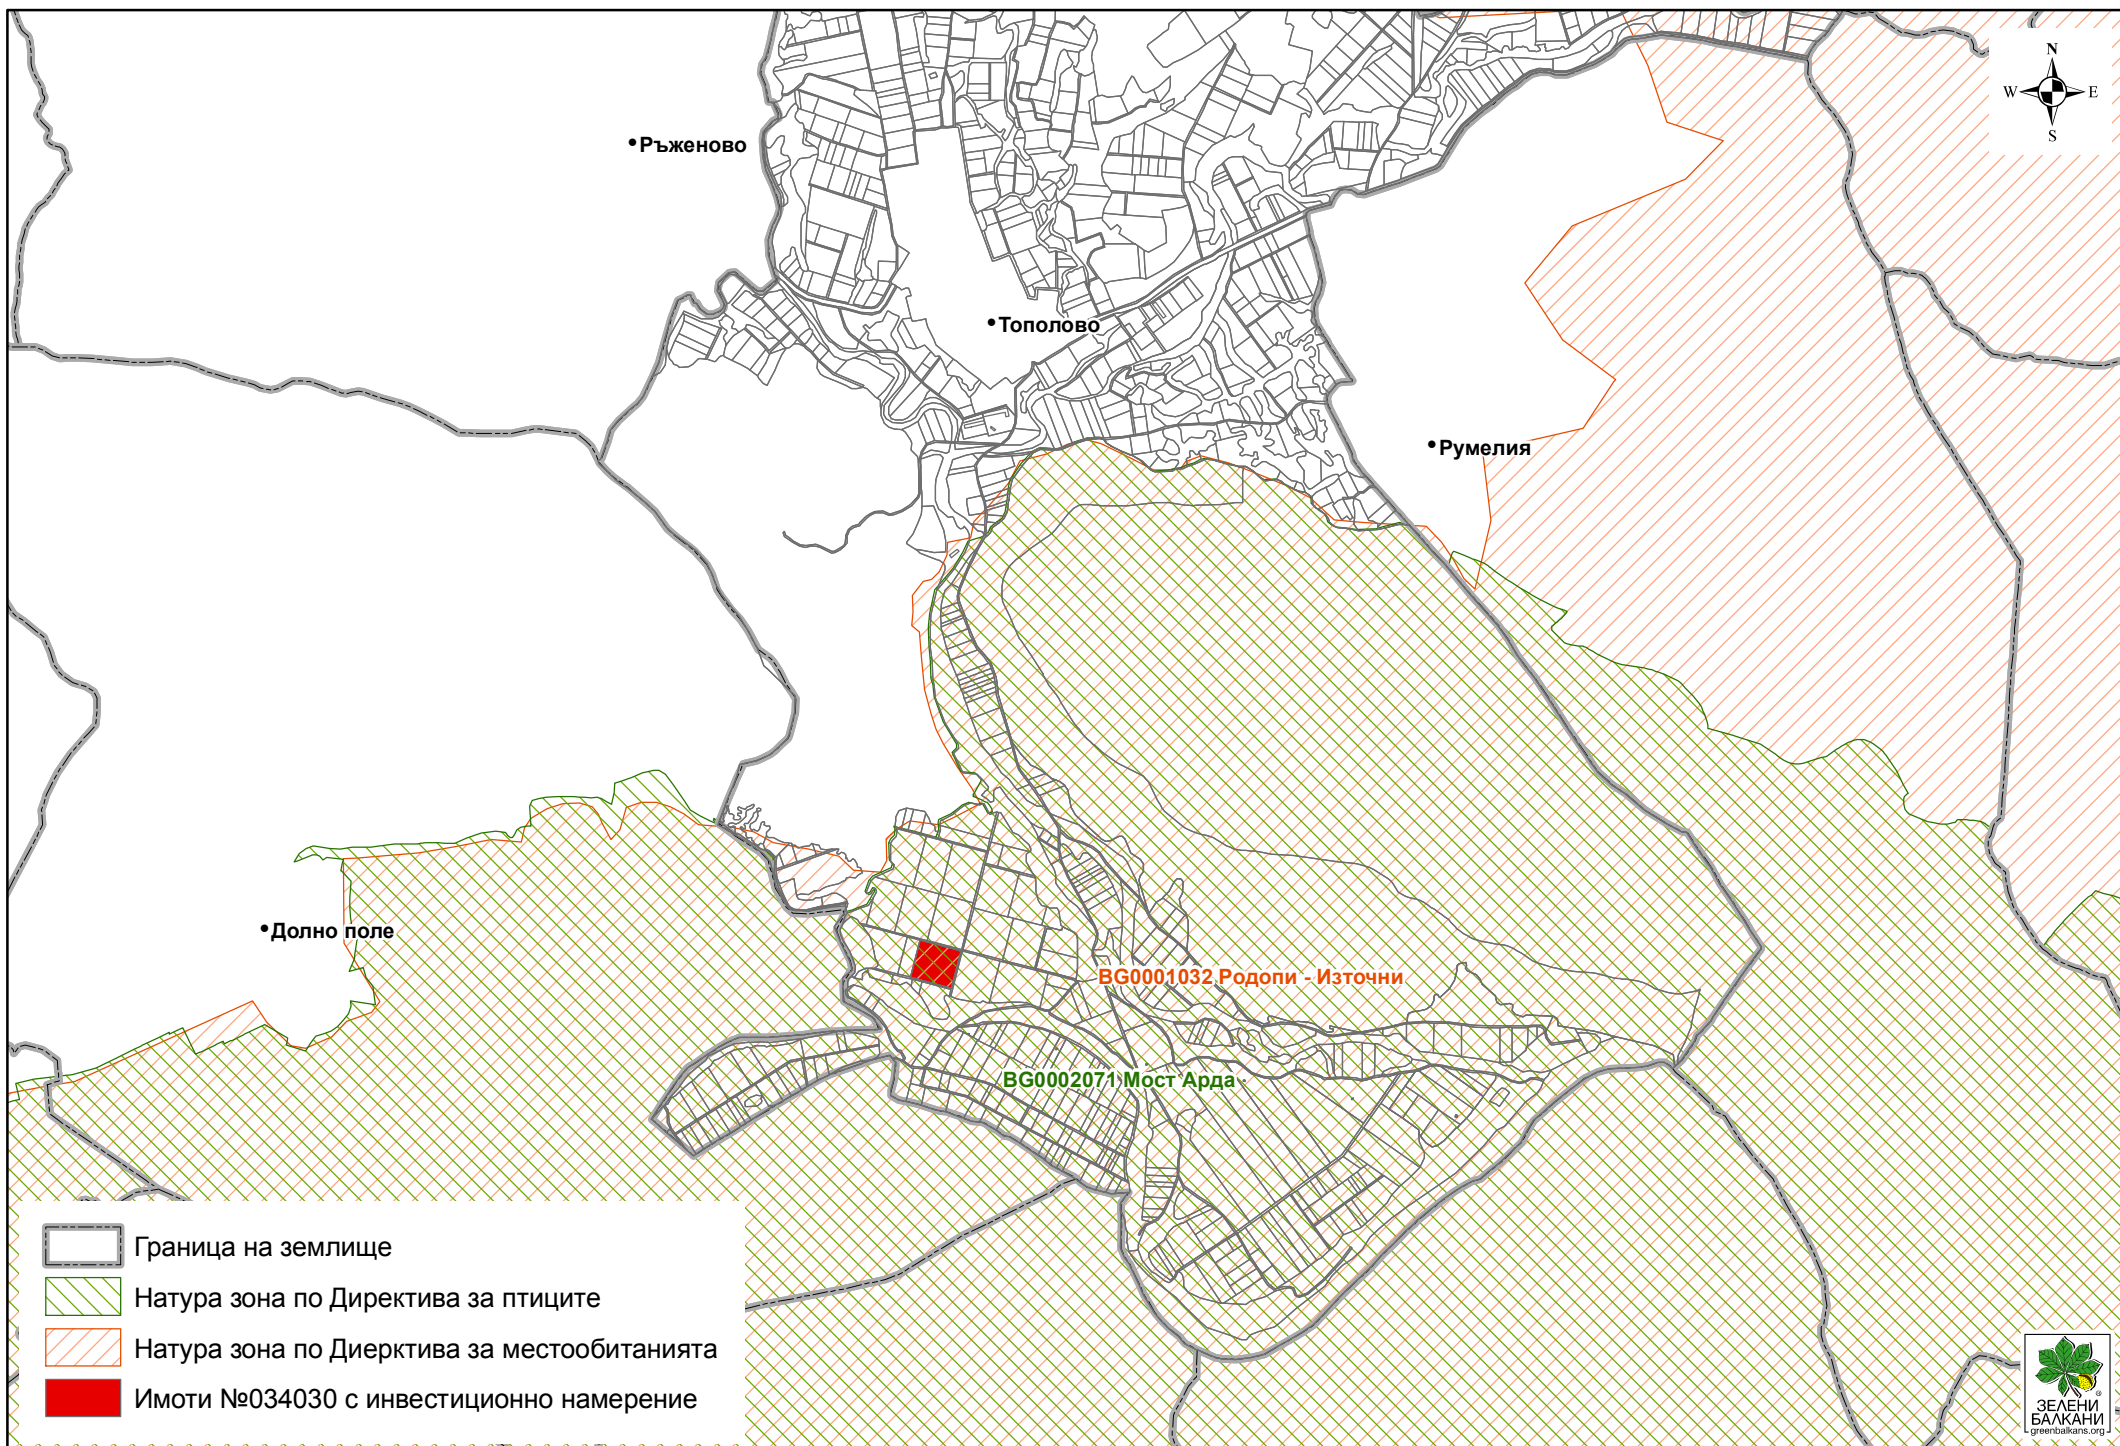 N
W E
S
Ръженово
Тополово
Румелия
Долно поле
BG0001032 Родопи - Източни
BG0002071 Мост Арда
Граница на землище
Натура зона по Директива за птиците
Натура зона по Диерктива за местообитанията
Имоти №034030 с инвестиционно намерение
®
ЗЕЛЕНИ
БАЛКАНИ
greenbalkans.org